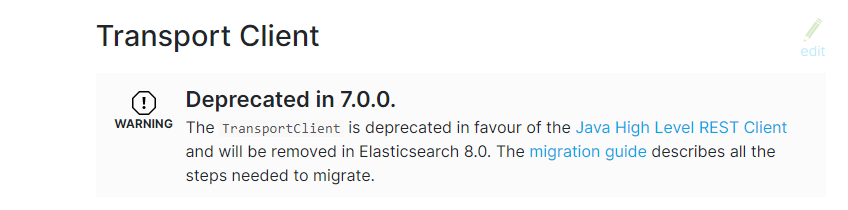 Transport Client
edit
Deprecated in 7.0.0.
WARNING
The TransportClient is deprecated in favour of the Java High Level REST Client
and will be removed in Elasticsearch 8.0. The migration guide describes all the
steps needed to migrate.